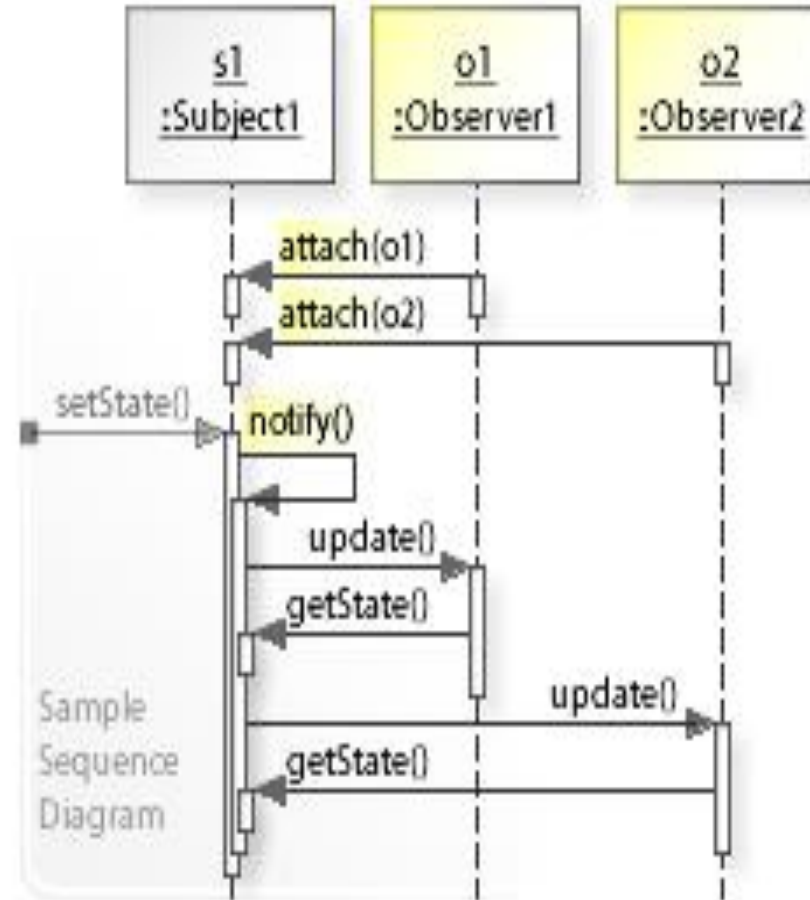 s1
:Subject1
o1
:Observer1
o2
:Observer2
attach(o1)
attach(o2)
setState()
notify()
update()
getState()
update()
getState()
Sample
Sequence
Diagram